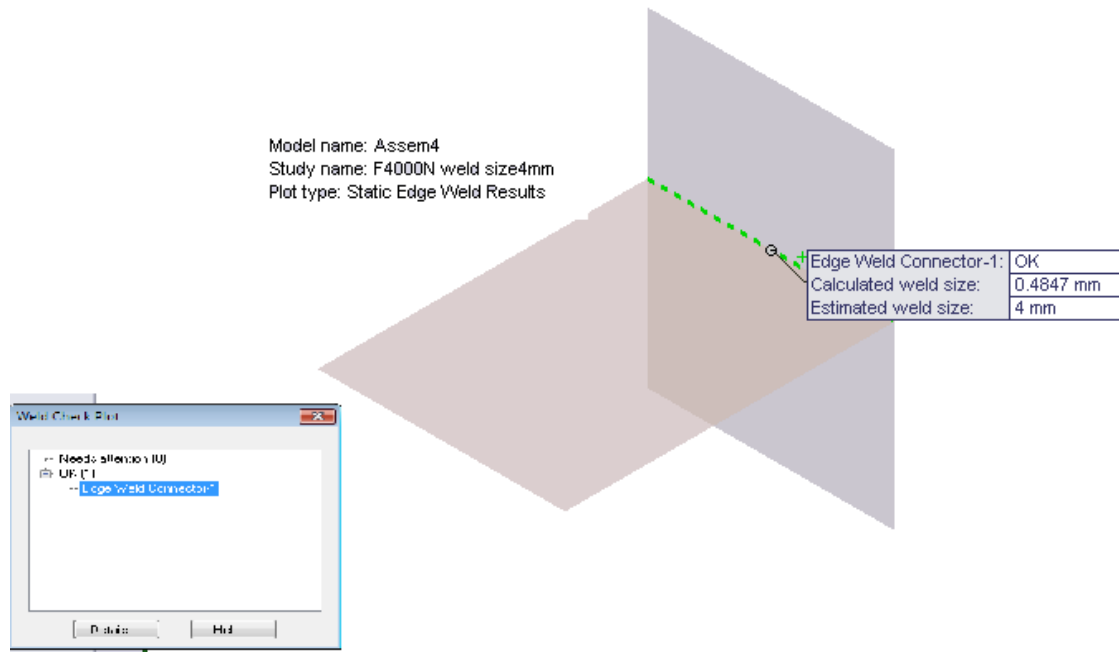 Model name: Assem4
Study name: F4000N weld size4mm
Plot type: Static Edge Weld Results
Edge Weld Connector-1: OK
Calculated weld size: 0.4847 mm
Estimated weld size: 4 mm
Weld Check Plot
Needs attention (0)
OK (1)
Edge Weld Connector-1
Details...